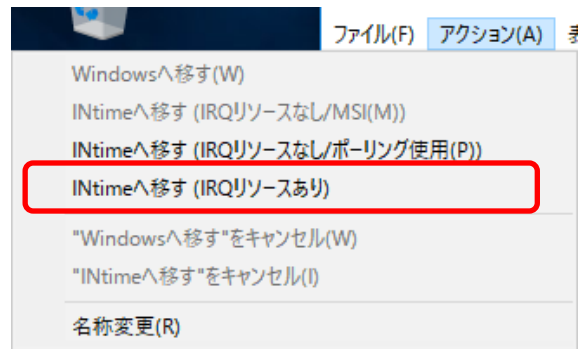 ファイル(F) アクション(A)
Windowsへ移す(W)
INtimeへ移す (IRQリソースなし/MSI(M))
INtimeへ移す (IRQリソースなし/ポーリング使用(P))
INtimeへ移す (IRQリソースあり)
"Windowsへ移す"をキャンセル(W)
"INtimeへ移す"をキャンセル(I)
名称変更(R)